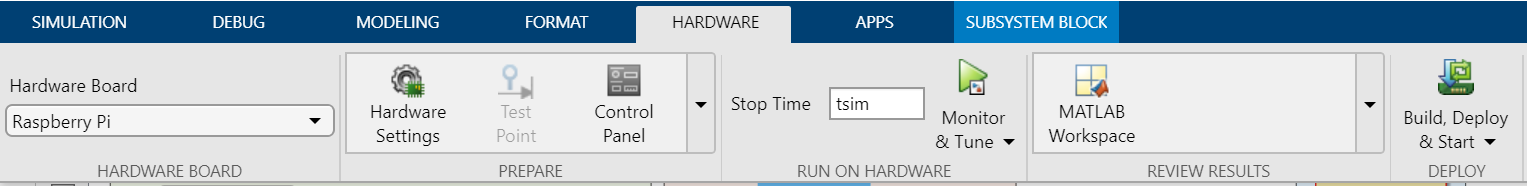 SIMULATION
DEBUG
MODELING
FORMAT
HARDWARE
APPS
SUBSYSTEM BLOCK
Hardware Board
Raspberry Pi
HARDWARE BOARD
Hardware
Settings
Test
Point
Control
Panel
PREPARE
Stop Time
tsim
Monitor
& Tune
RUN ON HARDWARE
MATLAB
Workspace
REVIEW RESULTS
Build, Deploy
& Start
DEPLOY